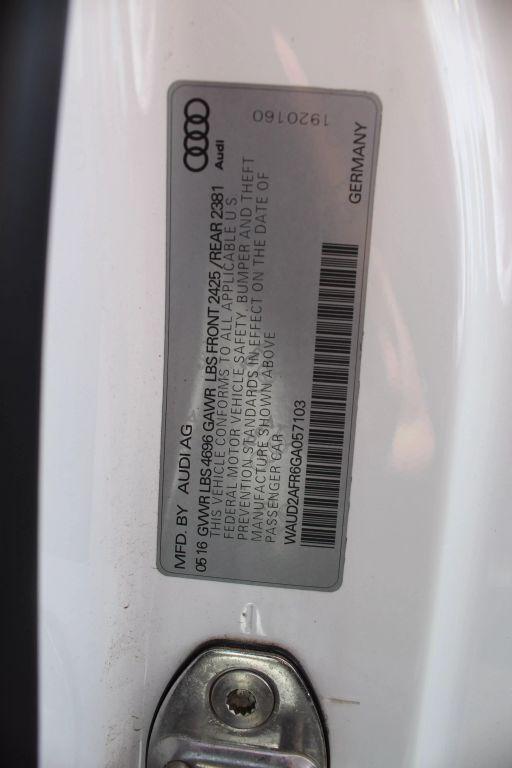 MFD. BY AUDI AG
Audi
0516 GVWR LBS 4696 GAWR LBS FRONT 2425 / REAR 2381
THIS VEHICLE CONFORMS TO ALL APPLICABLE U S
FEDERAL MOTOR VEHICLE SAFETY, BUMPER AND THEFT
PREVENTION STANDARDS IN EFFECT ON THE DATE OF
MANUFACTURE SHOWN ABOVE
PASSENGER CAR
WAUD2AFR6GA057103
1920160
GERMANY